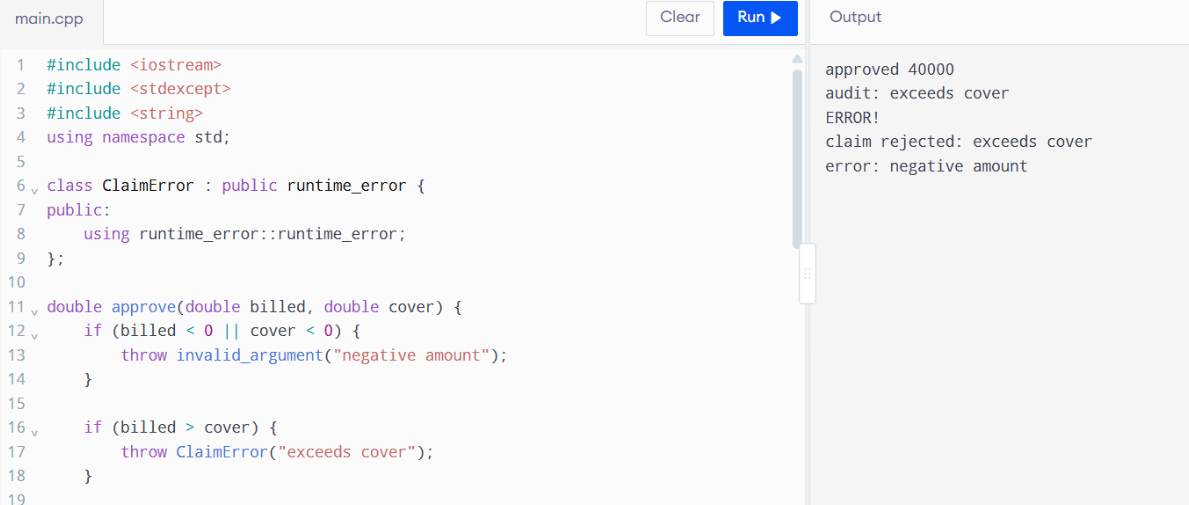 main.cpp
Clear
Run
Output
1 #include <iostream>
2 #include <stdexcept>
3 #include <string>
4 using namespace std;
5
6 class ClaimError : public runtime_error {
7 public:
8     using runtime_error::runtime_error;
9 };
10
11 double approve(double billed, double cover) {
12     if (billed < 0 || cover < 0) {
13         throw invalid_argument("negative amount");
14     }
15
16     if (billed > cover) {
17         throw ClaimError("exceeds cover");
18     }
19
approved 40000
audit: exceeds cover
ERROR!
claim rejected: exceeds cover
error: negative amount